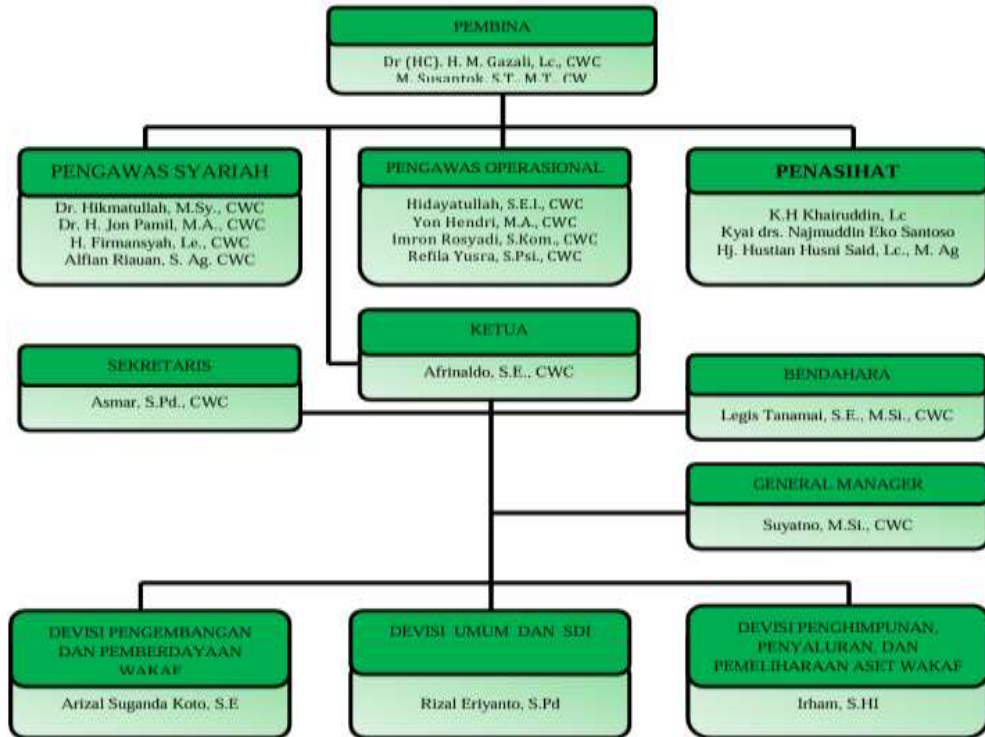 PEMBINA
Dr (HC). H. M. Gazali, Lc., CWC
M. Susantok, S.T., M.T., CW
PENGAWAS SYARIAH
Dr. Hikmatullah, M.Sy., CWC
Dr. H. Jon Pamil, M.A., CWC
H. Firmansyah, Le., CWC
Alfian Riauan, S. Ag. CWC
PENGAWAS OPERASIONAL
Hidayatullah, S.E.I., CWC
Yon Hendri, M.A., CWC
Imron Rosyadi, S.Kom., CWC
Refila Yusra, S.Psi., CWC
PENASIHAT
K.H Khairuddin, Lc
Kyai drs. Najmuddin Eko Santoso
Hj. Hustian Husni Said, Lc., M. Ag
KETUA
Afrinaldo, S.E., CWC
SEKRETARIS
Asmar, S.Pd., CWC
BENDAHARA
Legis Tanamai, S.E., M.Si., CWC
GENERAL MANAGER
Suyatno, M.Si., CWC
DEVISI PENGEMBANGAN
DAN PEMBERDAYAAN
WAKAF
Arizal Suganda Koto, S.E
DEVISI UMUM DAN SDI
Rizal Eriyanto, S.Pd
DEVISI PENGHIMPUNAN,
PENYALURAN, DAN
PEMELIHARAAN ASET WAKAF
Irham, S.HI